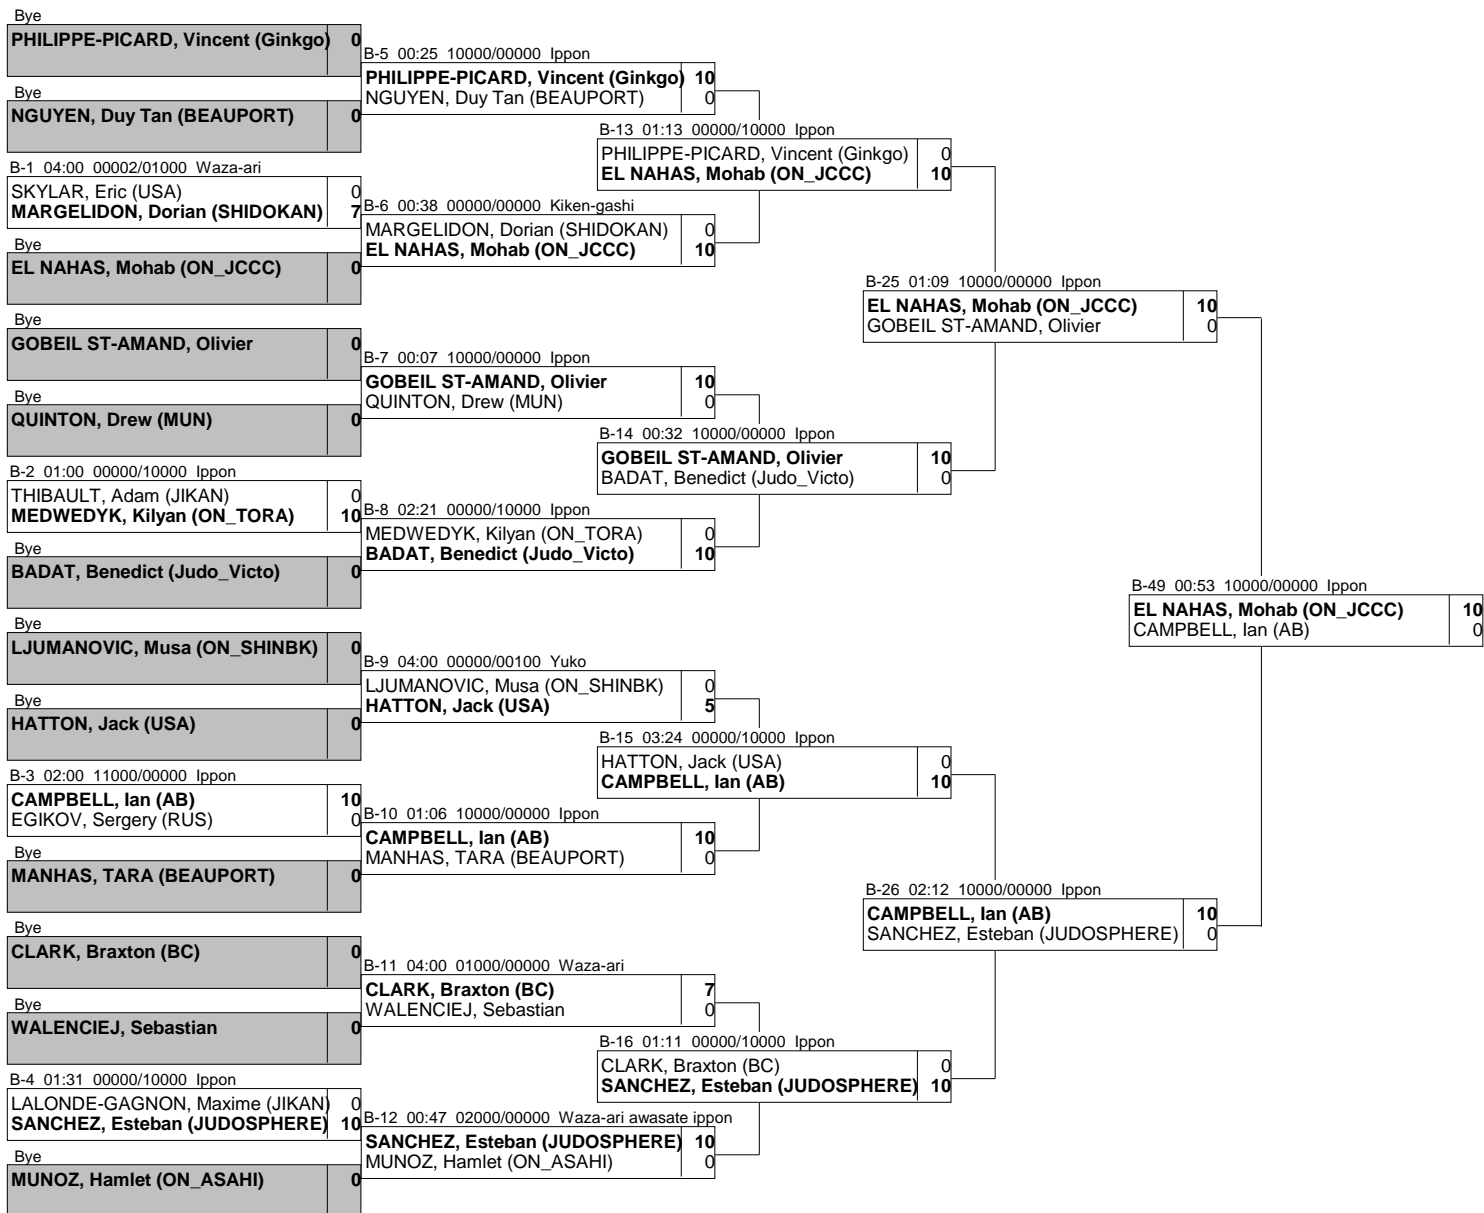 Bye
PHILIPPE-PICARD, Vincent (Ginkgo) 0
Bye
NGUYEN, Duy Tan (BEAUPORT) 0
B-1 04:00 00002/01000 Waza-ari
SKYLAR, Eric (USA) 0
MARGELIDON, Dorian (SHIDOKAN) 7
Bye
EL NAHAS, Mohab (ON_JCCC) 0
Bye
GOBEIL ST-AMAND, Olivier 0
Bye
QUINTON, Drew (MUN) 0
B-2 01:00 00000/10000 Ippon
THIBAULT, Adam (JIKAN) 0
MEDWEDYK, Kilyan (ON_TORA) 10
Bye
BADAT, Benedict (Judo_Victo) 0
Bye
LJUMANOVIC, Musa (ON_SHINBK) 0
Bye
HATTON, Jack (USA) 0
B-3 02:00 11000/00000 Ippon
CAMPBELL, Ian (AB) 10
EGIKOV, Sergery (RUS) 0
Bye
MANHAS, TARA (BEAUPORT) 0
Bye
CLARK, Braxton (BC) 0
Bye
WALENCIEJ, Sebastian 0
B-4 01:31 00000/10000 Ippon
LALONDE-GAGNON, Maxime (JIKAN) 0
SANCHEZ, Esteban (JUDOSPHERE) 10
Bye
MUNOZ, Hamlet (ON_ASAHI) 0
B-5 00:25 10000/00000 Ippon
PHILIPPE-PICARD, Vincent (Ginkgo) 10
NGUYEN, Duy Tan (BEAUPORT) 0
B-6 00:38 00000/00000 Kiken-gashi
MARGELIDON, Dorian (SHIDOKAN) 0
EL NAHAS, Mohab (ON_JCCC) 10
B-7 00:07 10000/00000 Ippon
GOBEIL ST-AMAND, Olivier 10
QUINTON, Drew (MUN) 0
B-8 02:21 00000/10000 Ippon
MEDWEDYK, Kilyan (ON_TORA) 0
BADAT, Benedict (Judo_Victo) 10
B-9 04:00 00000/00100 Yuko
LJUMANOVIC, Musa (ON_SHINBK) 0
HATTON, Jack (USA) 5
B-10 01:06 10000/00000 Ippon
CAMPBELL, Ian (AB) 10
MANHAS, TARA (BEAUPORT) 0
B-11 04:00 01000/00000 Waza-ari
CLARK, Braxton (BC) 7
WALENCIEJ, Sebastian 0
B-12 00:47 02000/00000 Waza-ari awasate ippon
SANCHEZ, Esteban (JUDOSPHERE) 10
MUNOZ, Hamlet (ON_ASAHI) 0
B-13 01:13 00000/10000 Ippon
PHILIPPE-PICARD, Vincent (Ginkgo) 0
EL NAHAS, Mohab (ON_JCCC) 10
B-14 00:32 10000/00000 Ippon
GOBEIL ST-AMAND, Olivier 10
BADAT, Benedict (Judo_Victo) 0
B-15 03:24 00000/10000 Ippon
HATTON, Jack (USA) 0
CAMPBELL, Ian (AB) 10
B-16 01:11 00000/10000 Ippon
CLARK, Braxton (BC) 0
SANCHEZ, Esteban (JUDOSPHERE) 10
B-25 01:09 10000/00000 Ippon
EL NAHAS, Mohab (ON_JCCC) 10
GOBEIL ST-AMAND, Olivier 0
B-26 02:12 10000/00000 Ippon
CAMPBELL, Ian (AB) 10
SANCHEZ, Esteban (JUDOSPHERE) 0
B-49 00:53 10000/00000 Ippon
EL NAHAS, Mohab (ON_JCCC) 10
CAMPBELL, Ian (AB) 0